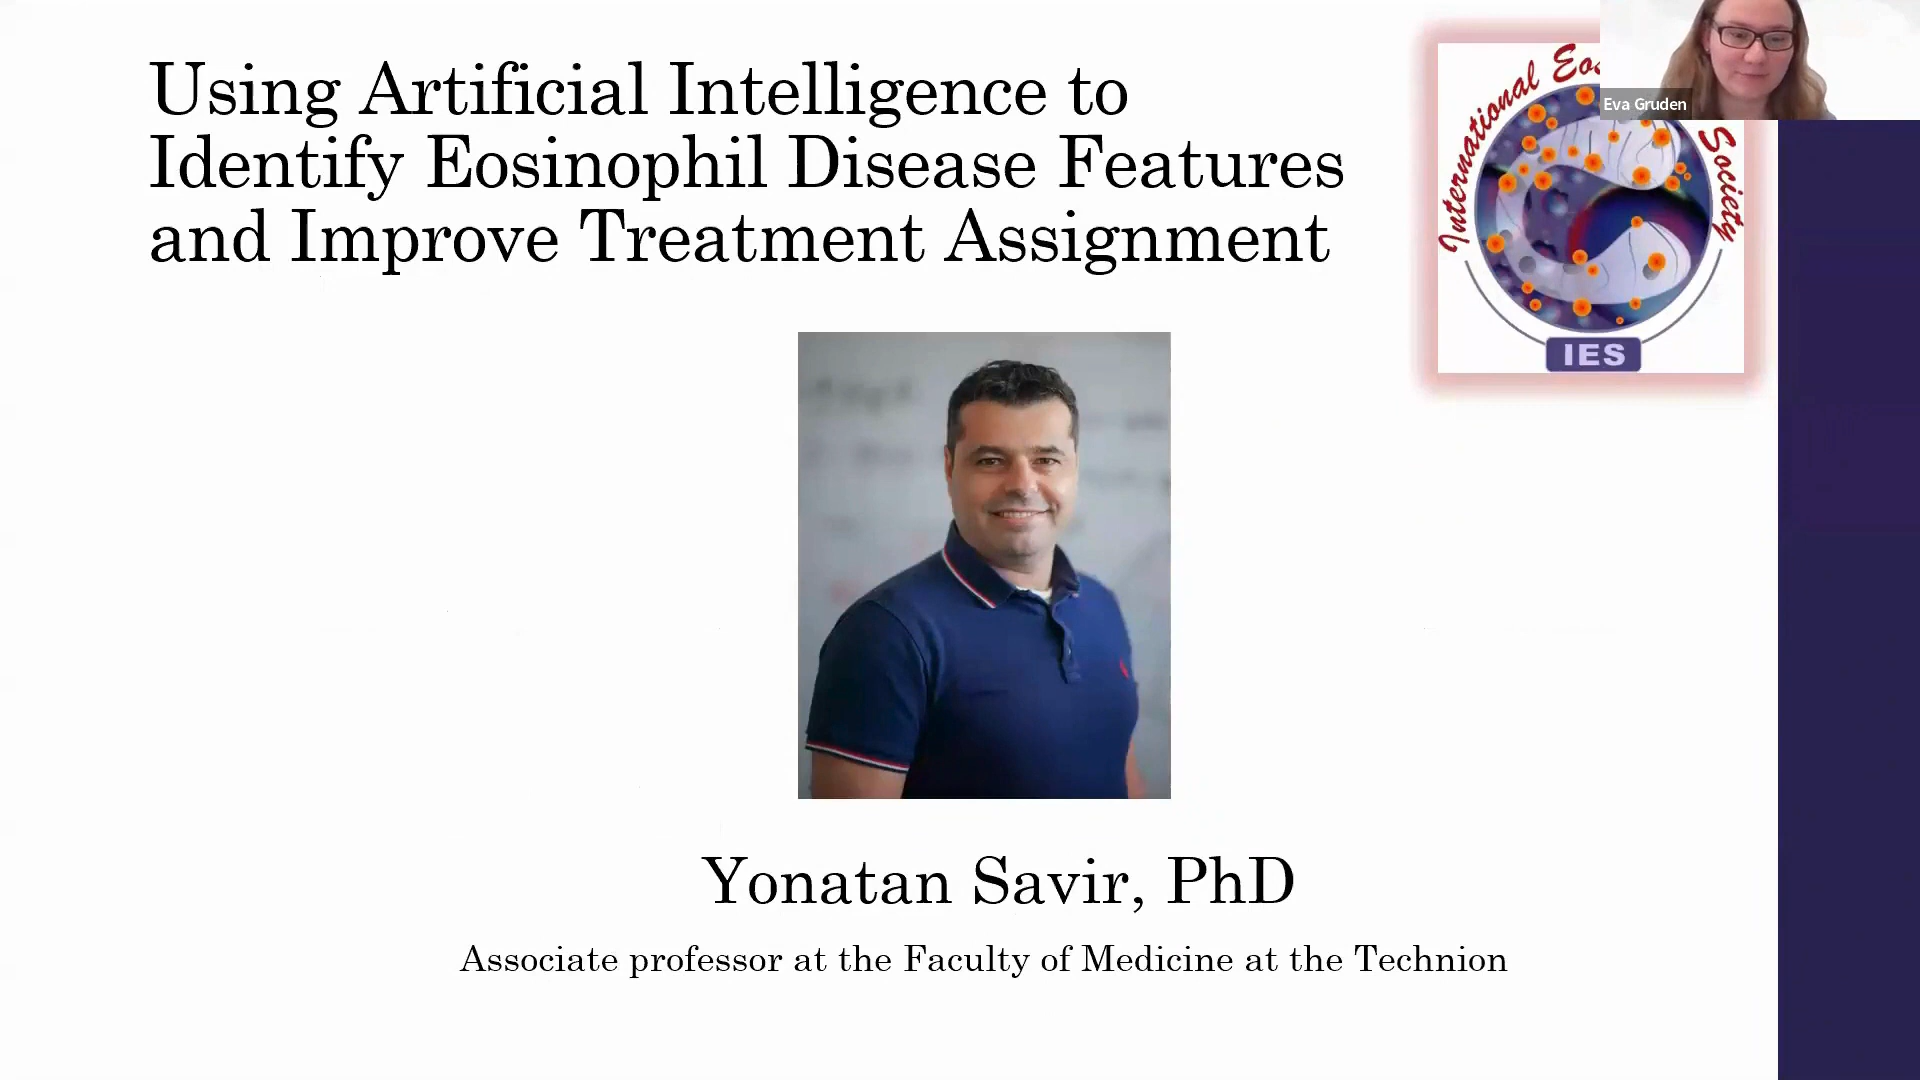 Using Artificial Intelligence to
Identify Eosinophil Disease Features
and Improve Treatment Assignment
International
Society
IES
Eva Gruden
Yonatan Savir, PhD
Associate professor at the Faculty of Medicine at the Technion